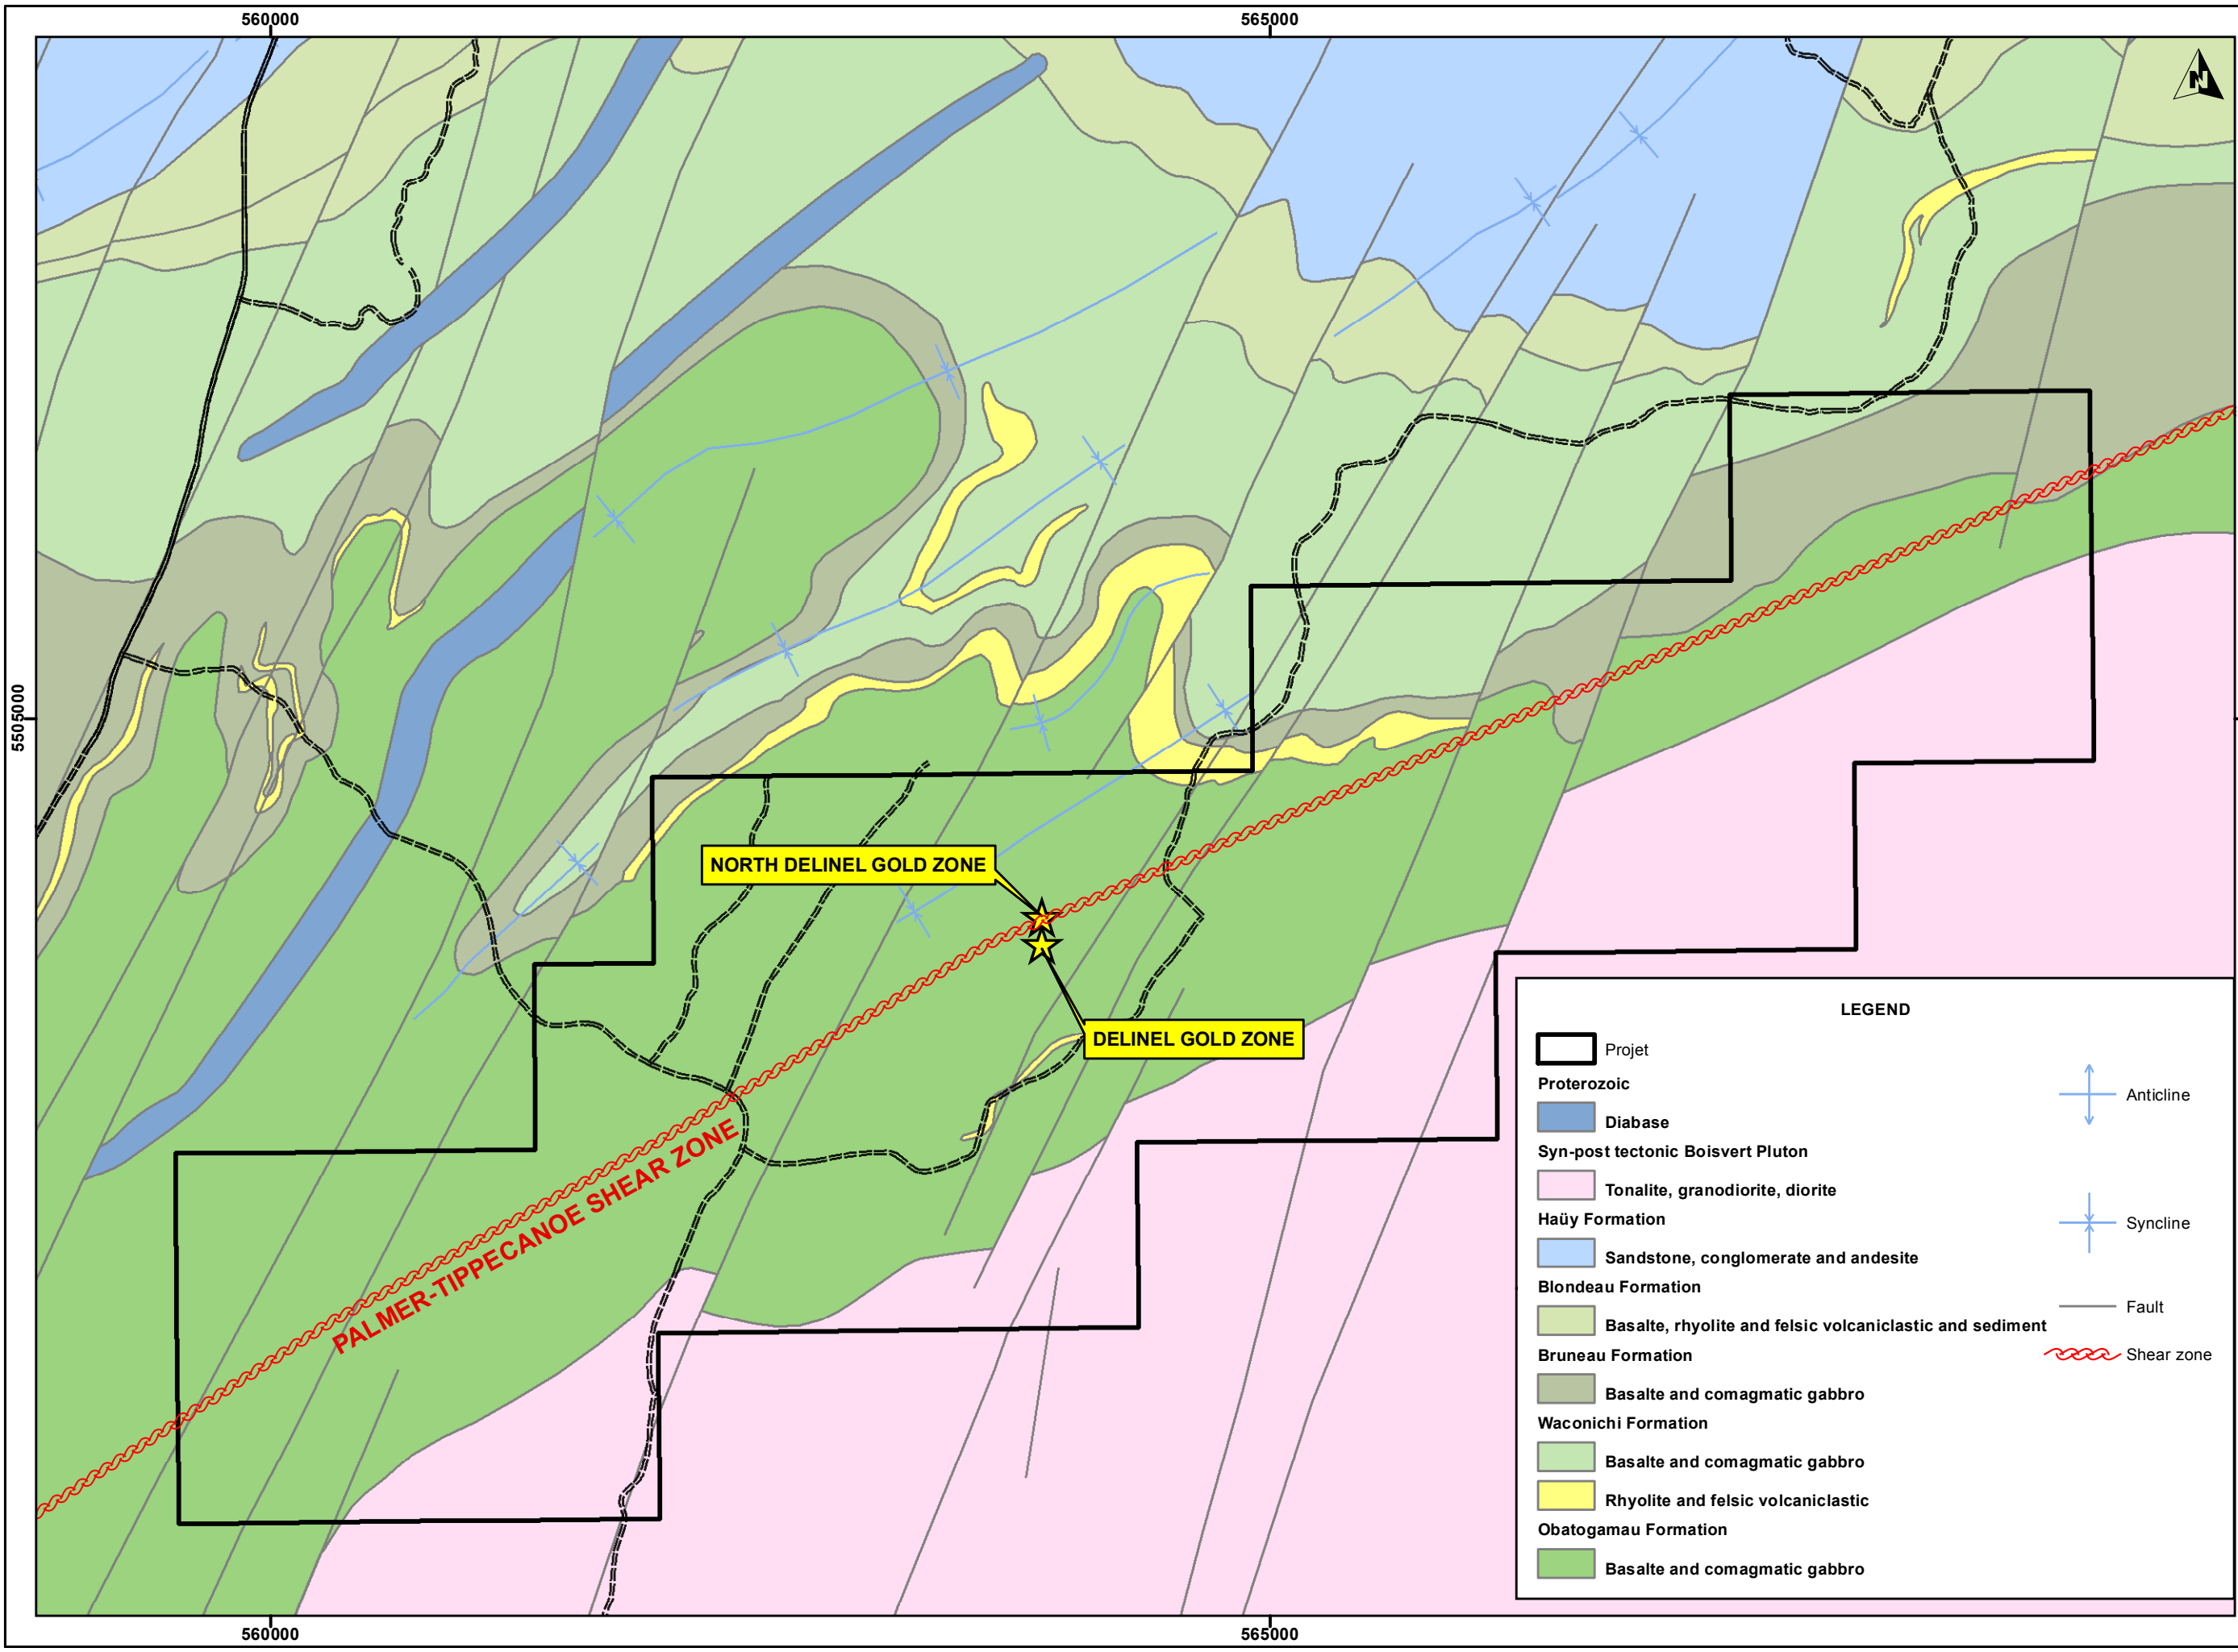 560000
565000
N
5505000
NORTH DELINEL GOLD ZONE
DELINEL GOLD ZONE
PALMER-TIPPECANOE SHEAR ZONE
LEGEND
Projet
Proterozoic
Diabase
Syn-post tectonic Boisvert Pluton
Tonalite, granodiorite, diorite
Haüy Formation
Sandstone, conglomerate and andesite
Blondeau Formation
Basalte, rhyolite and felsic volcaniclastic and sediment
Bruneau Formation
Basalte and comagmatic gabbro
Waconichi Formation
Basalte and comagmatic gabbro
Rhyolite and felsic volcaniclastic
Obatogamau Formation
Basalte and comagmatic gabbro
Anticline
Syncline
Fault
Shear zone
560000
565000